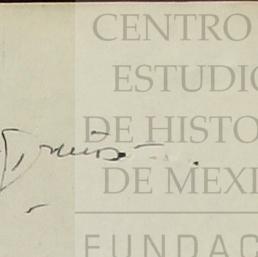 CENTRO
ESTUDIO
DE HISTO
DE MEXI
FUNDAC